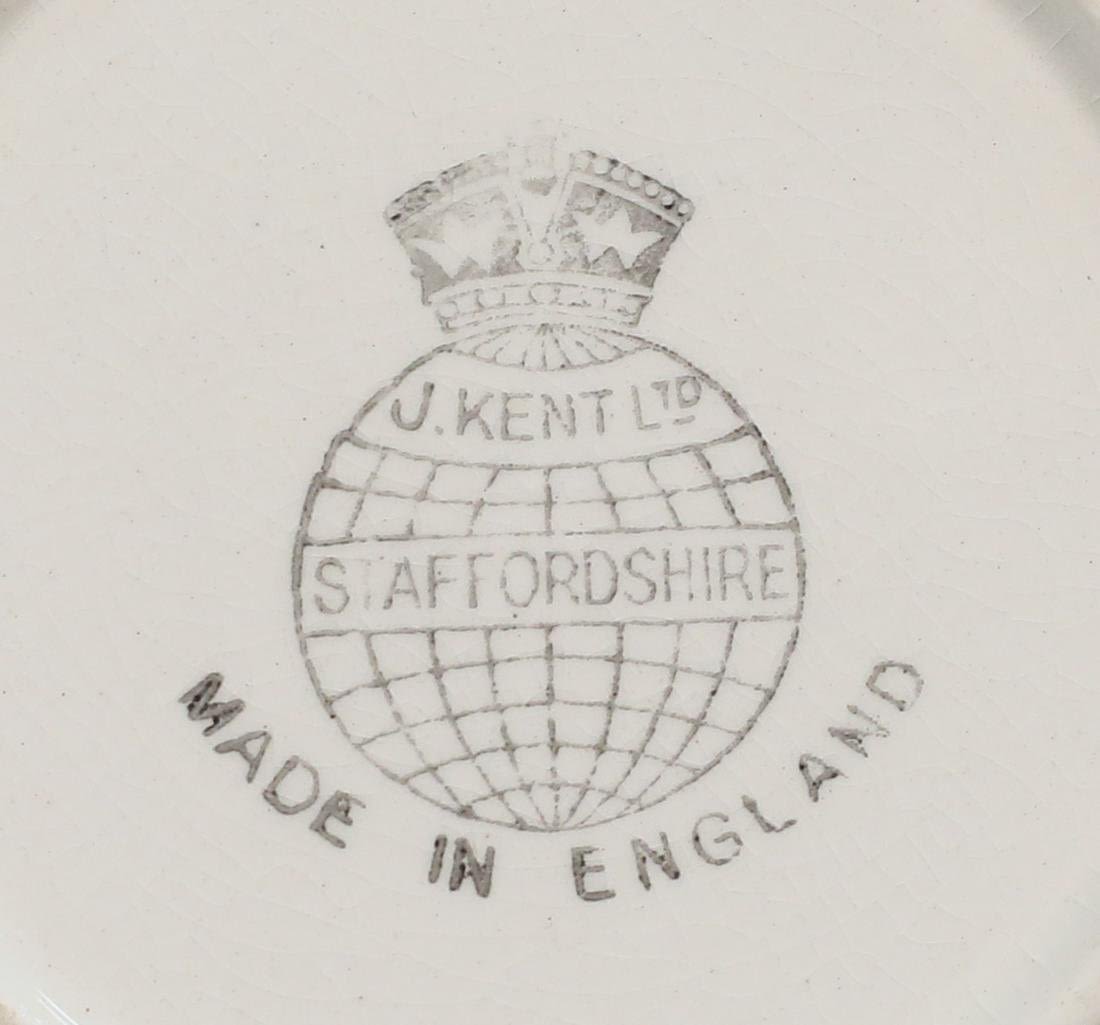 J. KENT LTD
STAFFORDSHIRE
MADE IN ENGLAND